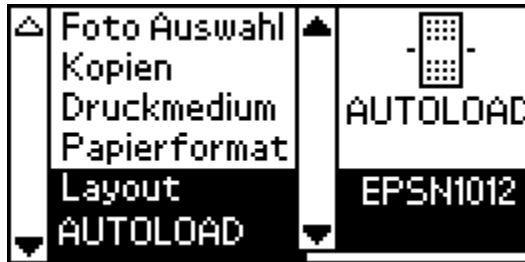 Foto Auswahl
Kopien
Druckmedium
Papierformat
Layout
AUTOLOAD
AUTOLOAD
EPSN1012